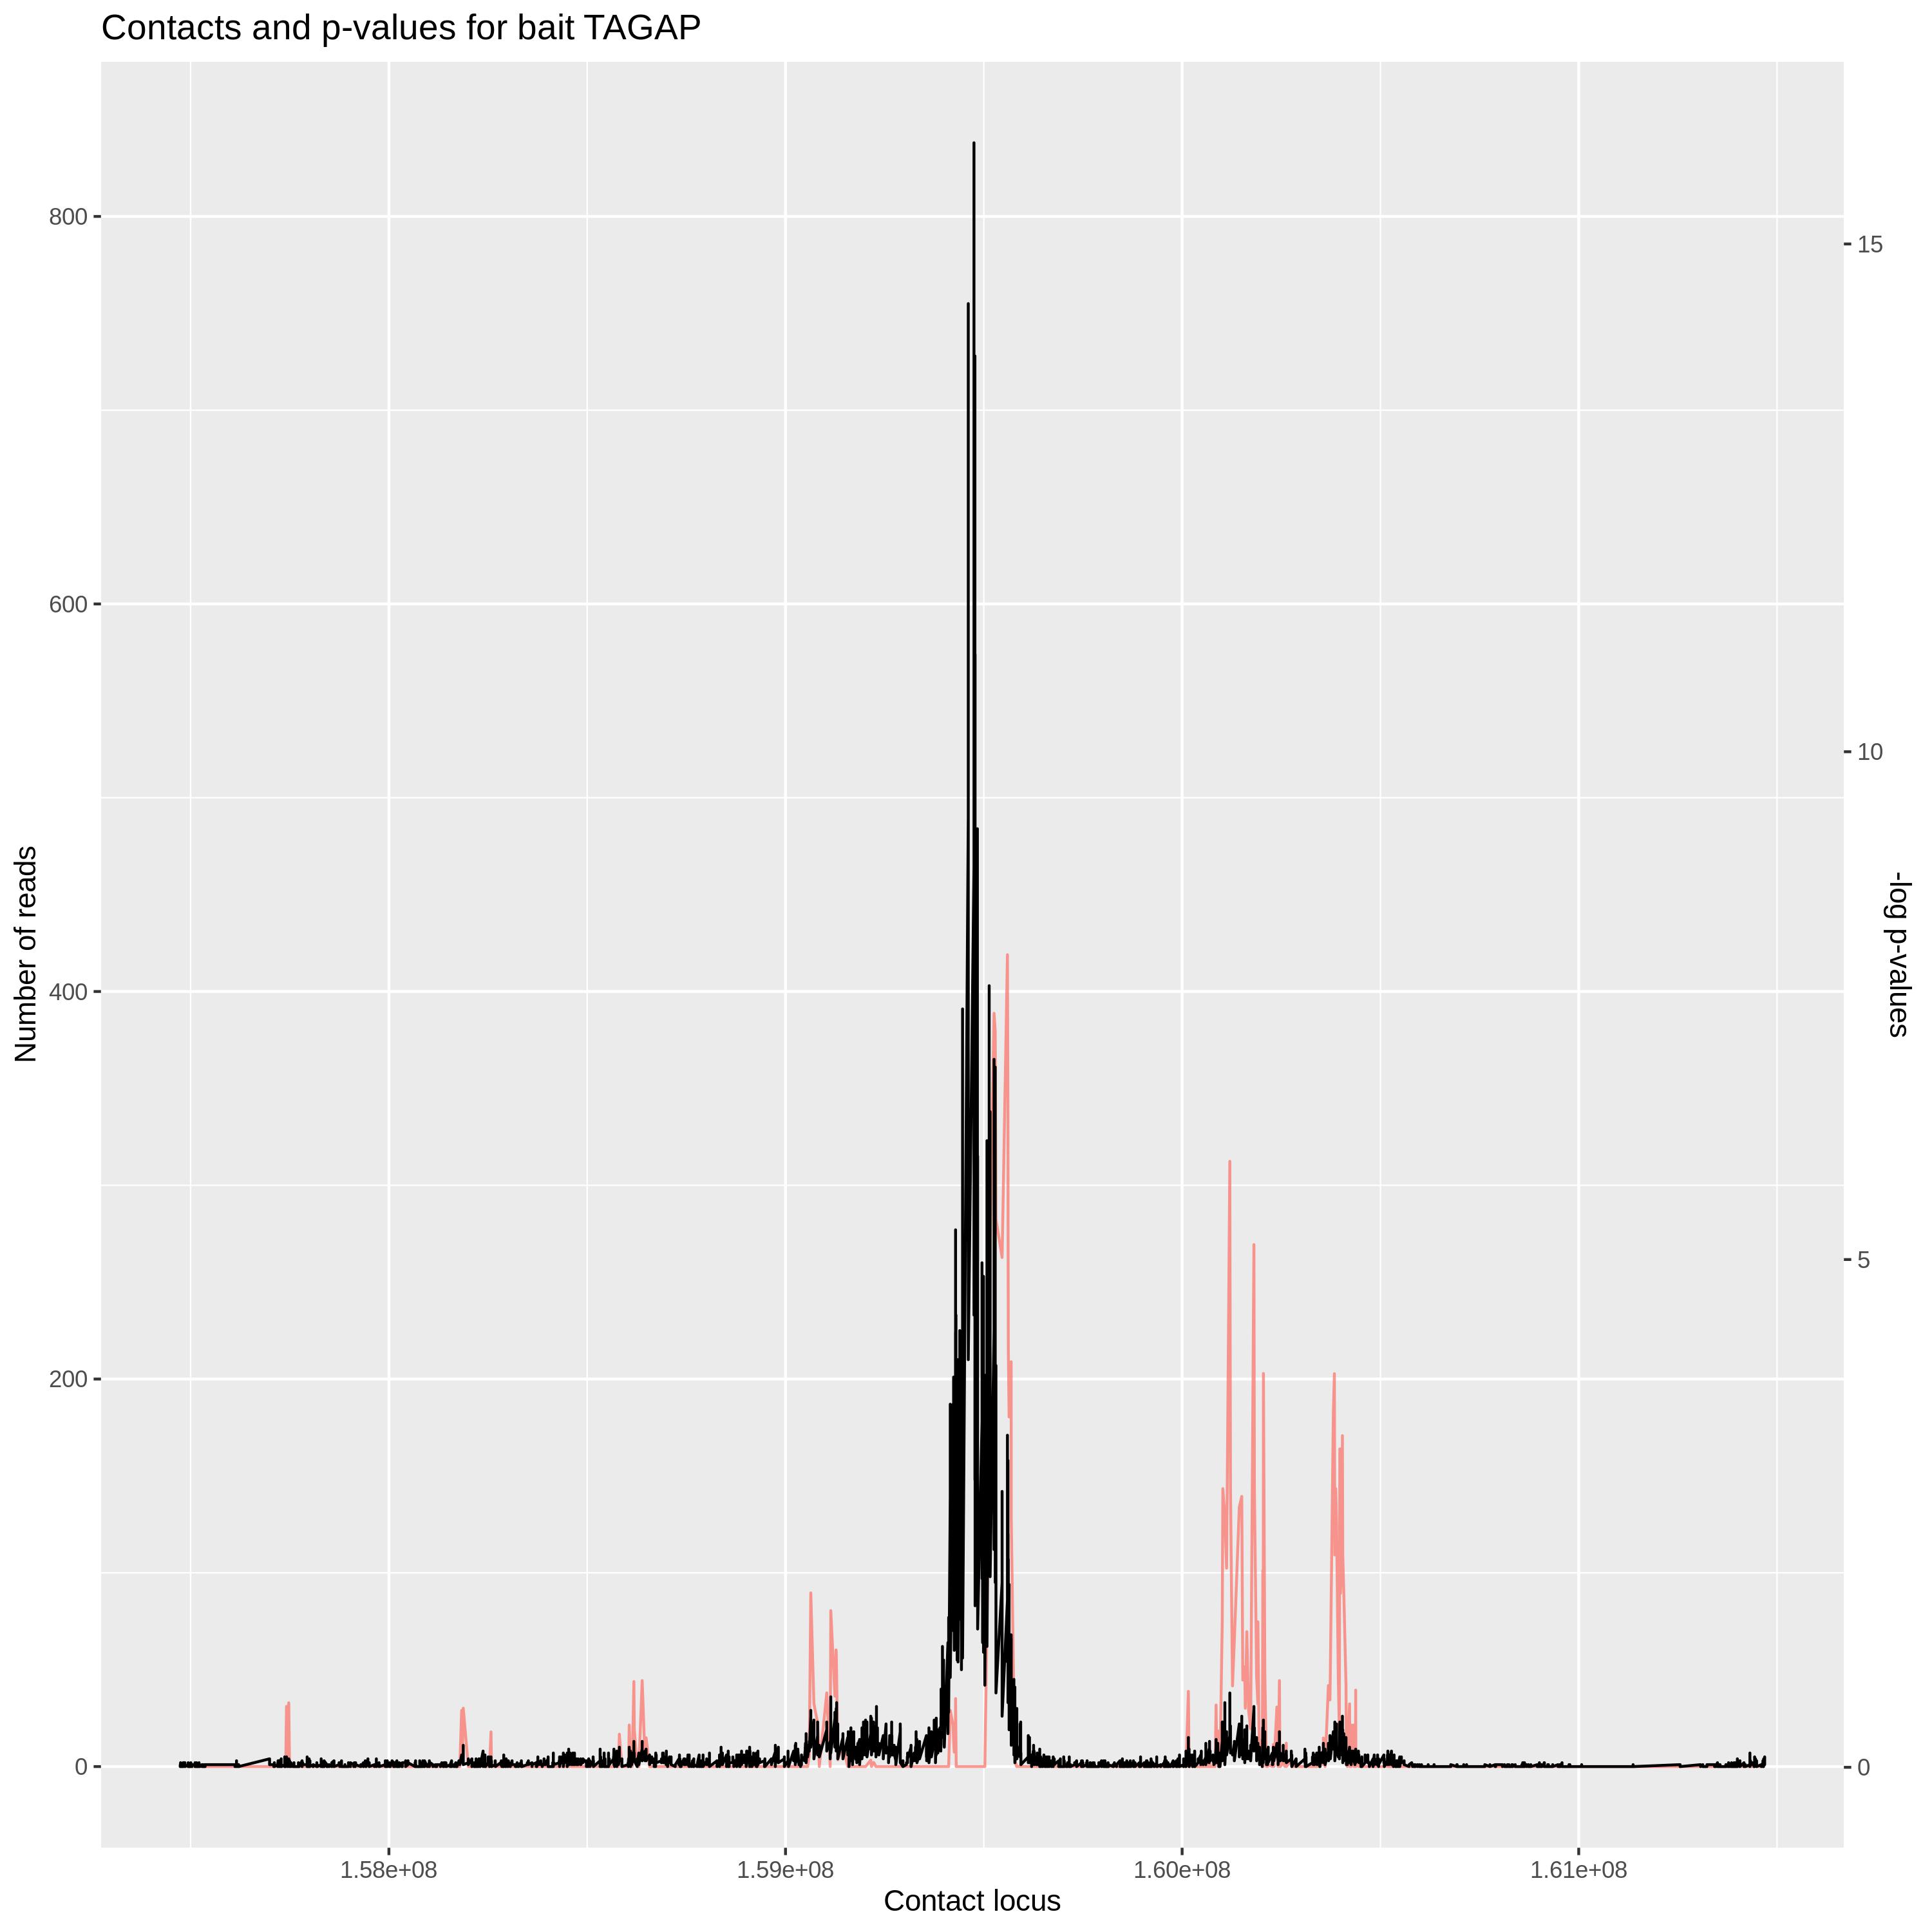 Contacts and p-values for bait TAGAP
800
600
400
200
0
Number of reads
15
10
5
0
-log p-values
1.58e+08
1.59e+08
1.60e+08
1.61e+08
Contact locus